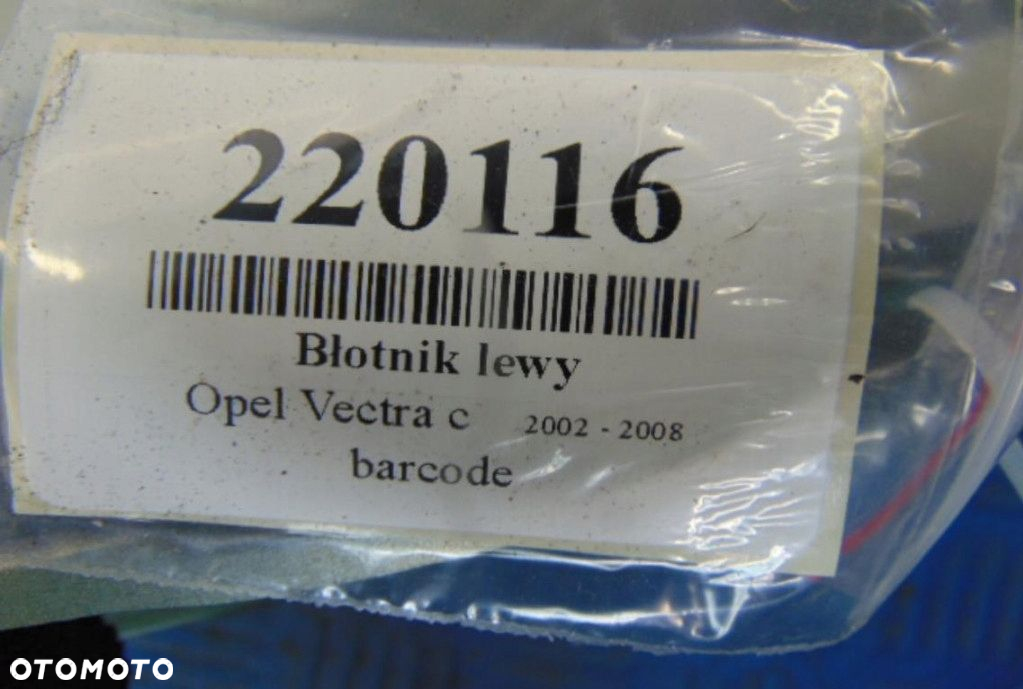 220116
Błotnik lewy
Opel Vectra c 2002 - 2008
barcode
OTOMOTO